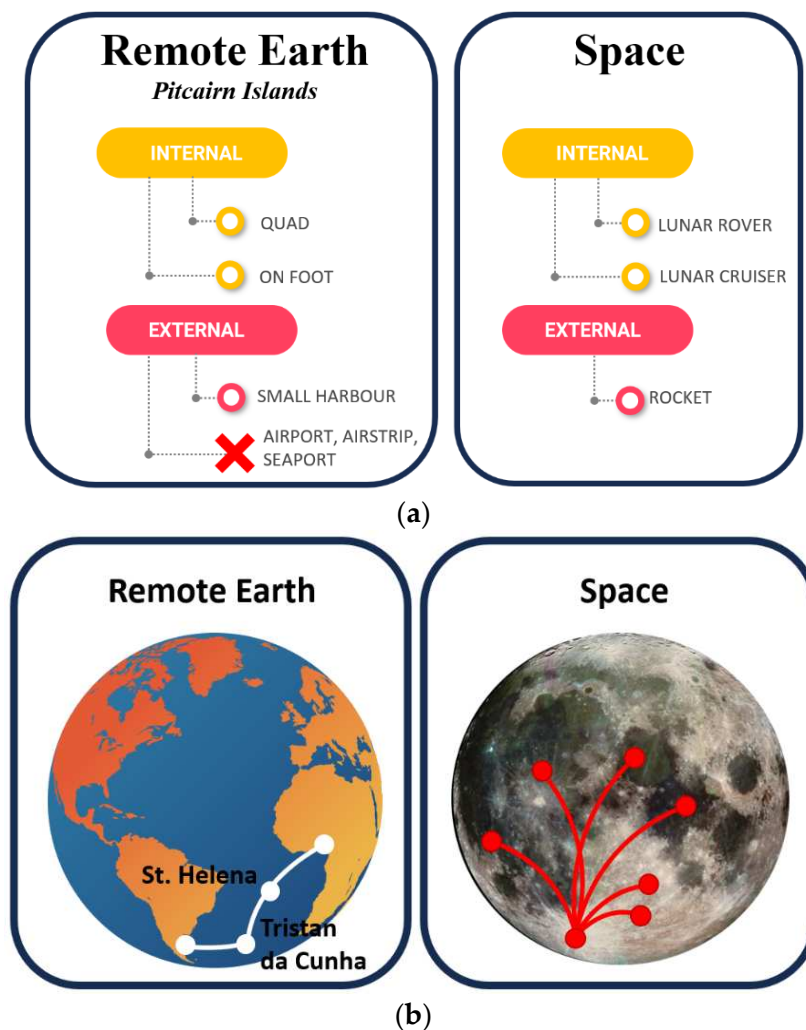 Remote Earth
Pitcairn Islands
INTERNAL
QUAD
ON FOOT
EXTERNAL
SMALL HARBOUR
AIRPORT, AIRSTRIP,
SEAPORT
Space
INTERNAL
LUNAR ROVER
LUNAR CRUISER
EXTERNAL
ROCKET
(a)
Remote Earth
St. Helena
Tristan
da Cunha
Space
(b)